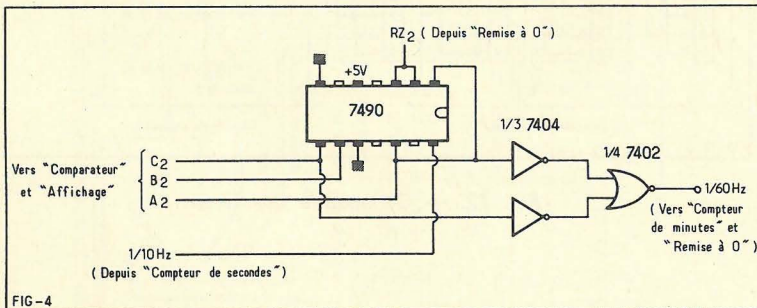 RZ2 ( Depuis "Remise à 0")
+5V
7490
1/3 7404
1/4 7402
Vers "Comparateur"
et "Affichage"
C2
B2
A2
1/60Hz
( Vers "Compteur
de minutes" et
"Remise à 0")
1/10Hz
( Depuis "Compteur de secondes")
FIG-4